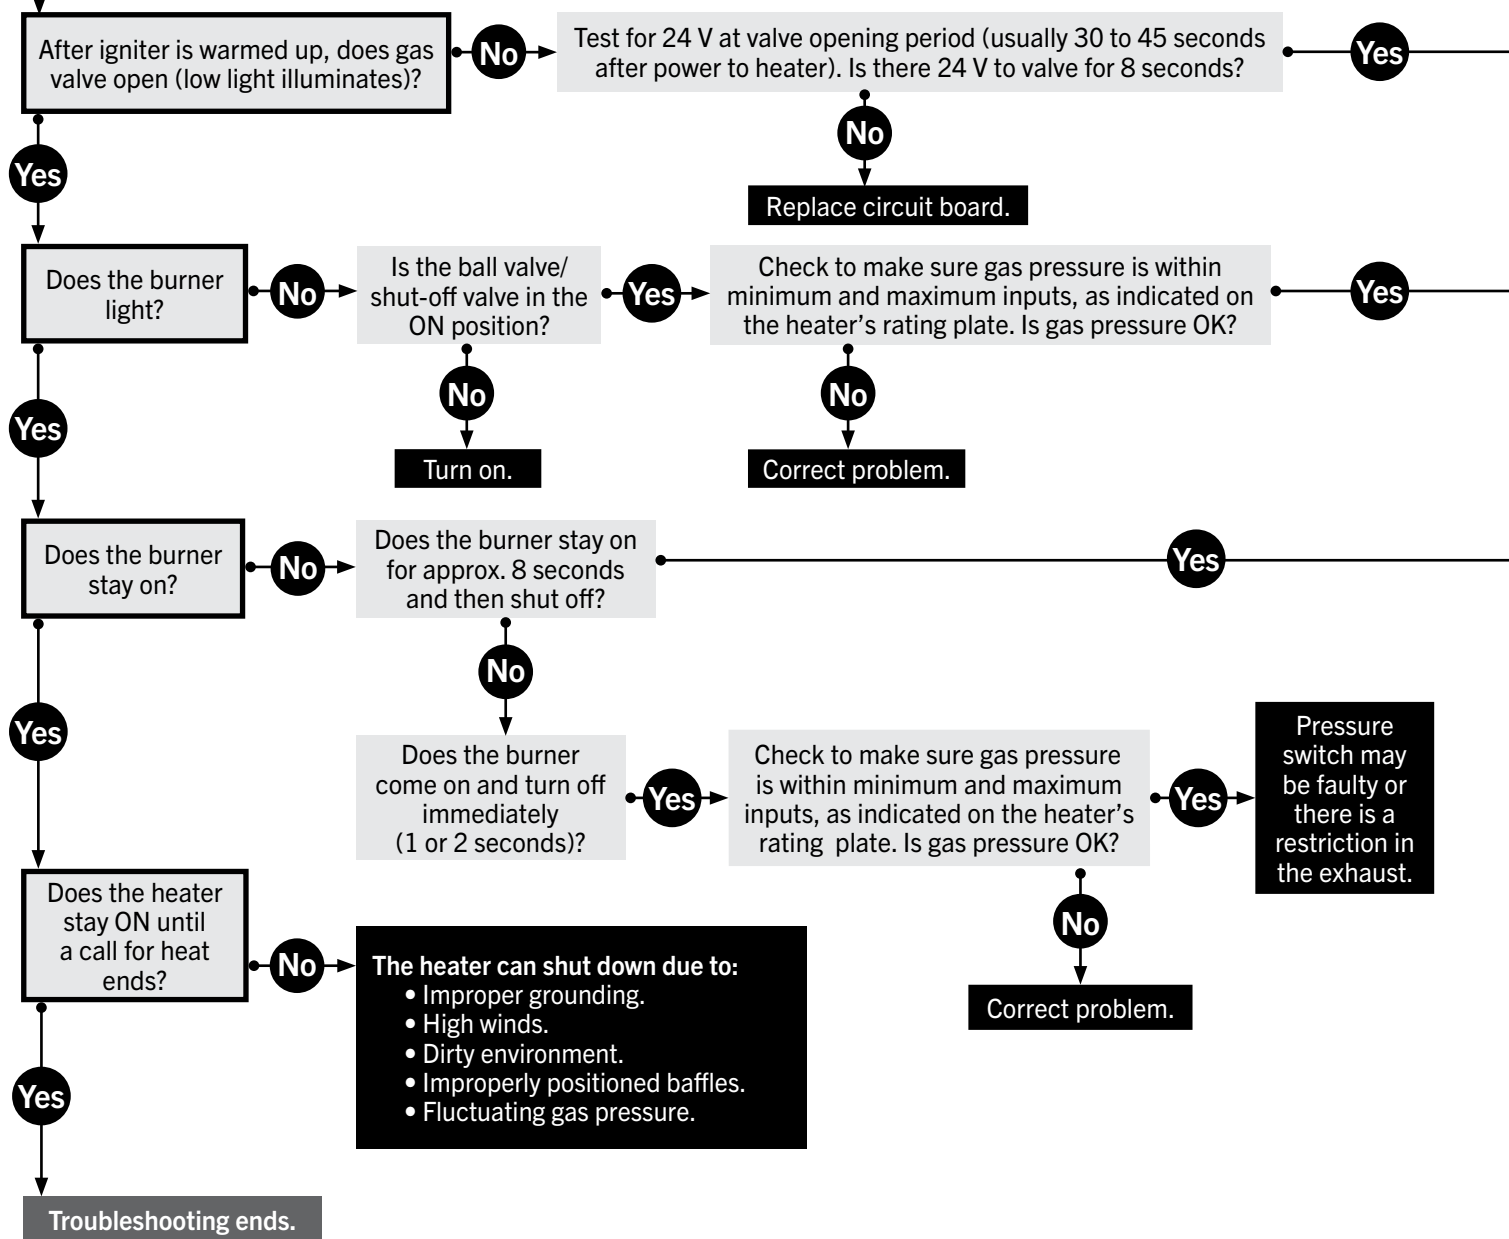 After igniter is warmed up, does gas
valve open (low light illuminates)?
No
Test for 24 V at valve opening period (usually 30 to 45 seconds
after power to heater). Is there 24 V to valve for 8 seconds?
Yes
No
Replace circuit board.
Yes
Does the burner
light?
No
Is the ball valve/
shut-off valve in the
ON position?
Yes
Check to make sure gas pressure is within
minimum and maximum inputs, as indicated on
the heater’s rating plate. Is gas pressure OK?
Yes
No
Turn on.
No
Correct problem.
Yes
Does the burner
stay on?
No
Does the burner stay on
for approx. 8 seconds
and then shut off?
Yes
No
Does the burner
come on and turn off
immediately
(1 or 2 seconds)?
Yes
Check to make sure gas pressure
is within minimum and maximum
inputs, as indicated on the heater’s
rating plate. Is gas pressure OK?
Yes
Pressure
switch may
be faulty or
there is a
restriction in
the exhaust.
No
Correct problem.
Yes
Does the heater
stay ON until
a call for heat
ends?
No
The heater can shut down due to:
• Improper grounding.
• High winds.
• Dirty environment.
• Improperly positioned baffles.
• Fluctuating gas pressure.
Yes
Troubleshooting ends.